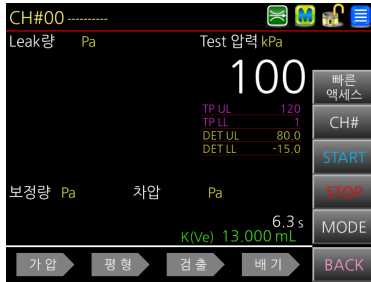 CH#00 ----------
M
Leak량 Pa
Test 압력 kPa
100
TP UL 120
TP LL 1
DET UL 80.0
DET LL -15.0
보정량 Pa 차압 Pa
6.3 s
K(Ve) 13.000 mL
가압 평형 검출 배기
빠른
액세스
CH#
START
STOP
MODE
BACK